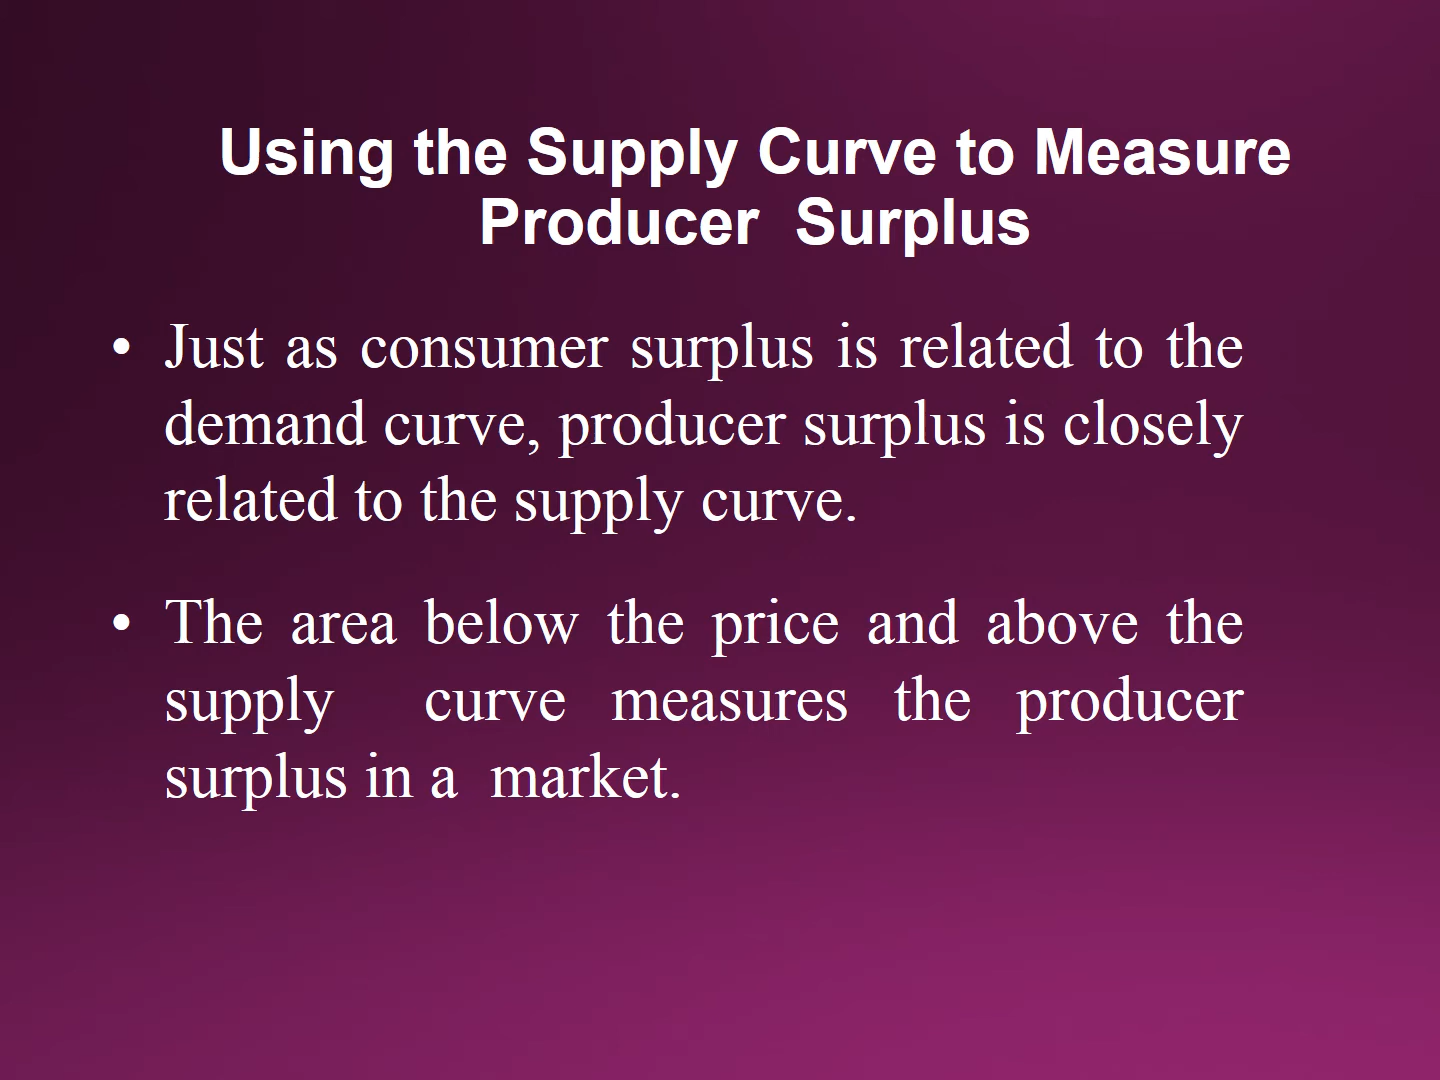 Using the Supply Curve to Measure
Producer  Surplus
• Just as consumer surplus is related to the
demand curve, producer surplus is closely
related to the supply curve.
• The area below the price and above the
supply  curve measures the producer
surplus in a  market.